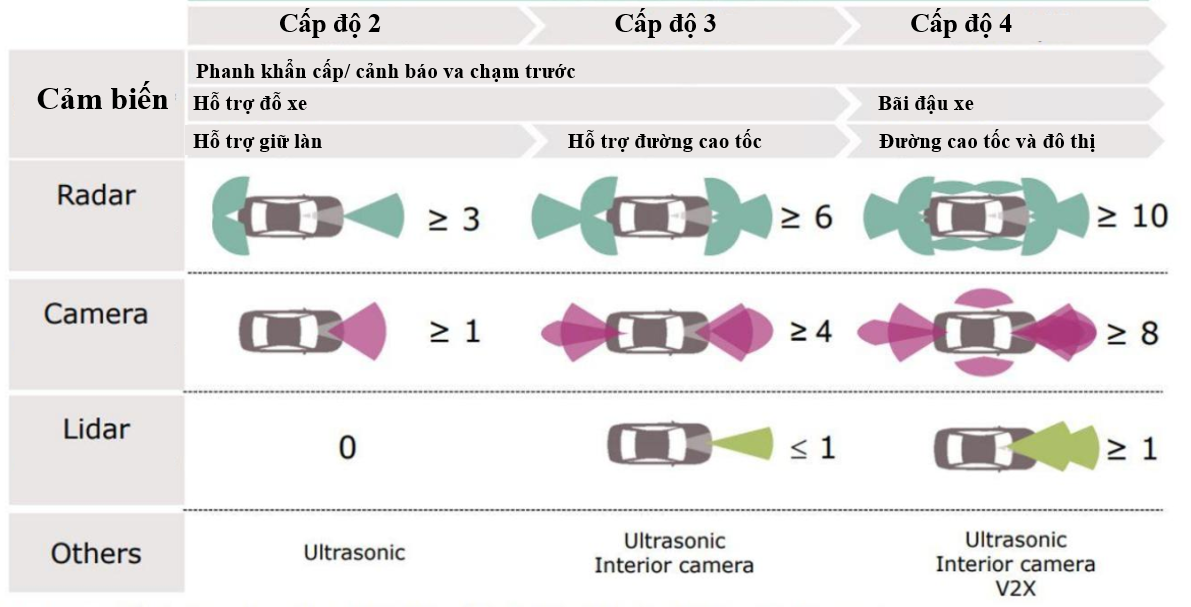 Cấp độ 2
Cấp độ 3
Cấp độ 4
Cảm biến
Phanh khẩn cấp/ cảnh báo va chạm trước
Hỗ trợ đỗ xe
Bãi đậu xe
Hỗ trợ giữ làn
Hỗ trợ đường cao tốc
Đường cao tốc và đô thị
Radar
≥ 3
≥ 6
≥ 10
Camera
≥ 1
≥4
≥ 8
Lidar
0
≤ 1
≥ 1
Others
Ultrasonic
Ultrasonic
Interior camera
Ultrasonic
Interior camera
V2X